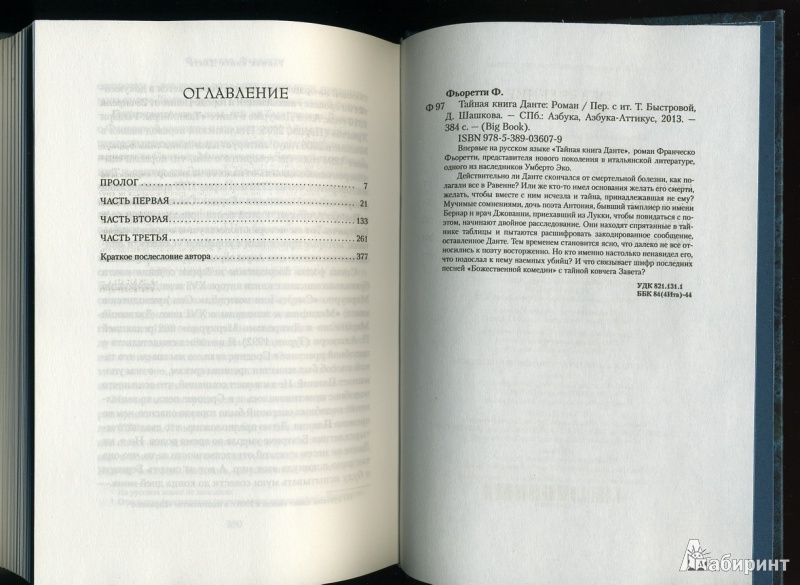 ОГЛАВЛЕНИЕ
ПРОЛОГ 7
ЧАСТЬ ПЕРВАЯ 21
ЧАСТЬ ВТОРАЯ 133
ЧАСТЬ ТРЕТЬЯ 261
Краткое послесловие автора 377
Фьоретти Ф.
Ф 97 Тайная книга Данте: Роман / Пер. с ит. Т. Быстровой,
Д. Шашкова. — СПб.: Азбука, Азбука-Аттикус, 2013. —
384 с. — (Big Book).
ISBN 978-5-389-03607-9
Впервые на русском языке «Тайная книга Данте», роман Франческо
Фьоретти, представителя нового поколения в итальянской литературе,
одного из наследников Умберто Эко.
Действительно ли Данте скончался от смертельной болезни, как по-
лагали все в Равенне? Или же кто-то имел основания желать его смерти,
желать, чтобы вместе с ним исчезла и тайна, принадлежавшая не ему?
Мучимые сомнениями, дочь поэта Антония, бывший тамплиер по имени
Бернар и врач Джованни, приехавший из Лукки, чтобы повидаться с по-
этом, начинают двойное расследование. Они находят спрятанные в тай-
нике таблицы и пытаются расшифровать закодированное сообщение,
оставленное Данте. Тем временем становится ясно, что далеко не все от-
носились к поэту восторженно. Но кто именно настолько ненавидел его,
что подослал к нему наемных убийц? И что связывает шифр последних
песней «Божественной комедии» с тайной ковчега Завета?
УДК 821.131.1
ББК 84(4Ита)-44
Лабиринт